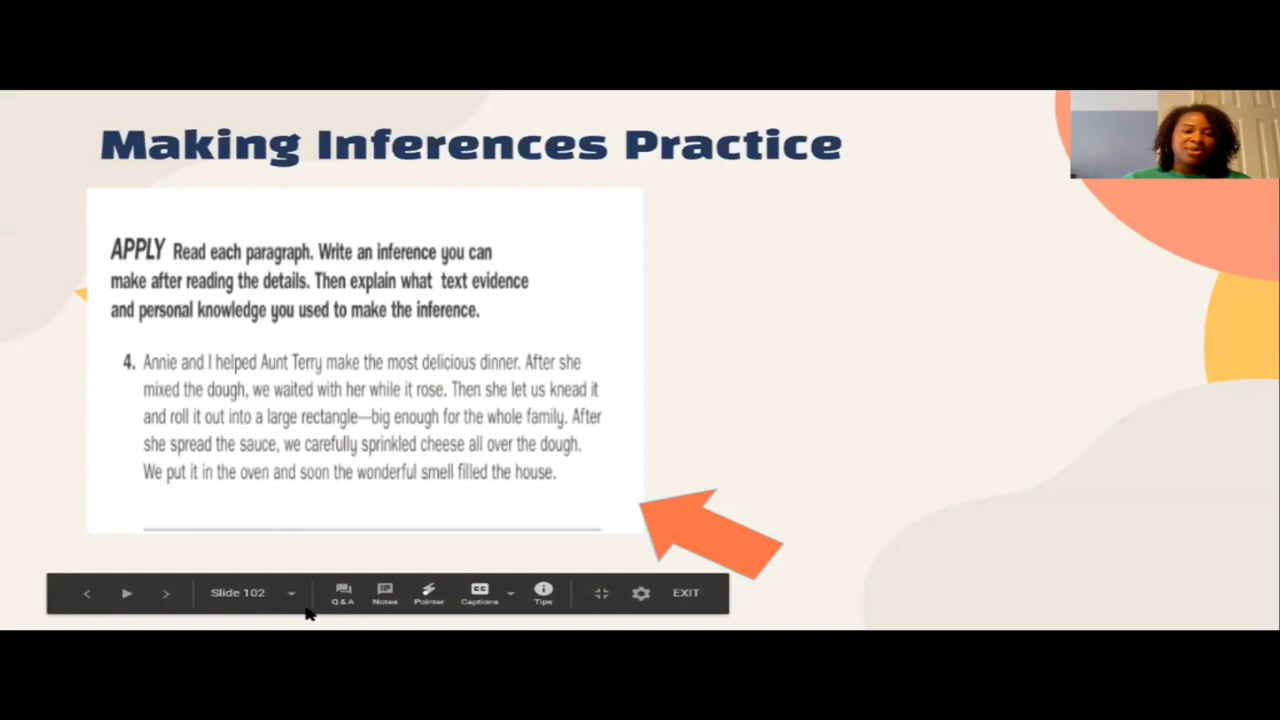 Making Inferences Practice
APPLY Read each paragraph. Write an inference you can
make after reading the details. Then explain what text evidence
and personal knowledge you used to make the inference.
4. Annie and I helped Aunt Terry make the most delicious dinner. After she
mixed the dough, we waited with her while it rose. Then she let us knead it
and roll it out into a large rectangle—big enough for the whole family. After
she spread the sauce, we carefully sprinkled cheese all over the dough.
We put it in the oven and soon the wonderful smell filled the house.
Slide 102
Q&A
Notes
Pointer
CC
Captions
Tips
EXIT